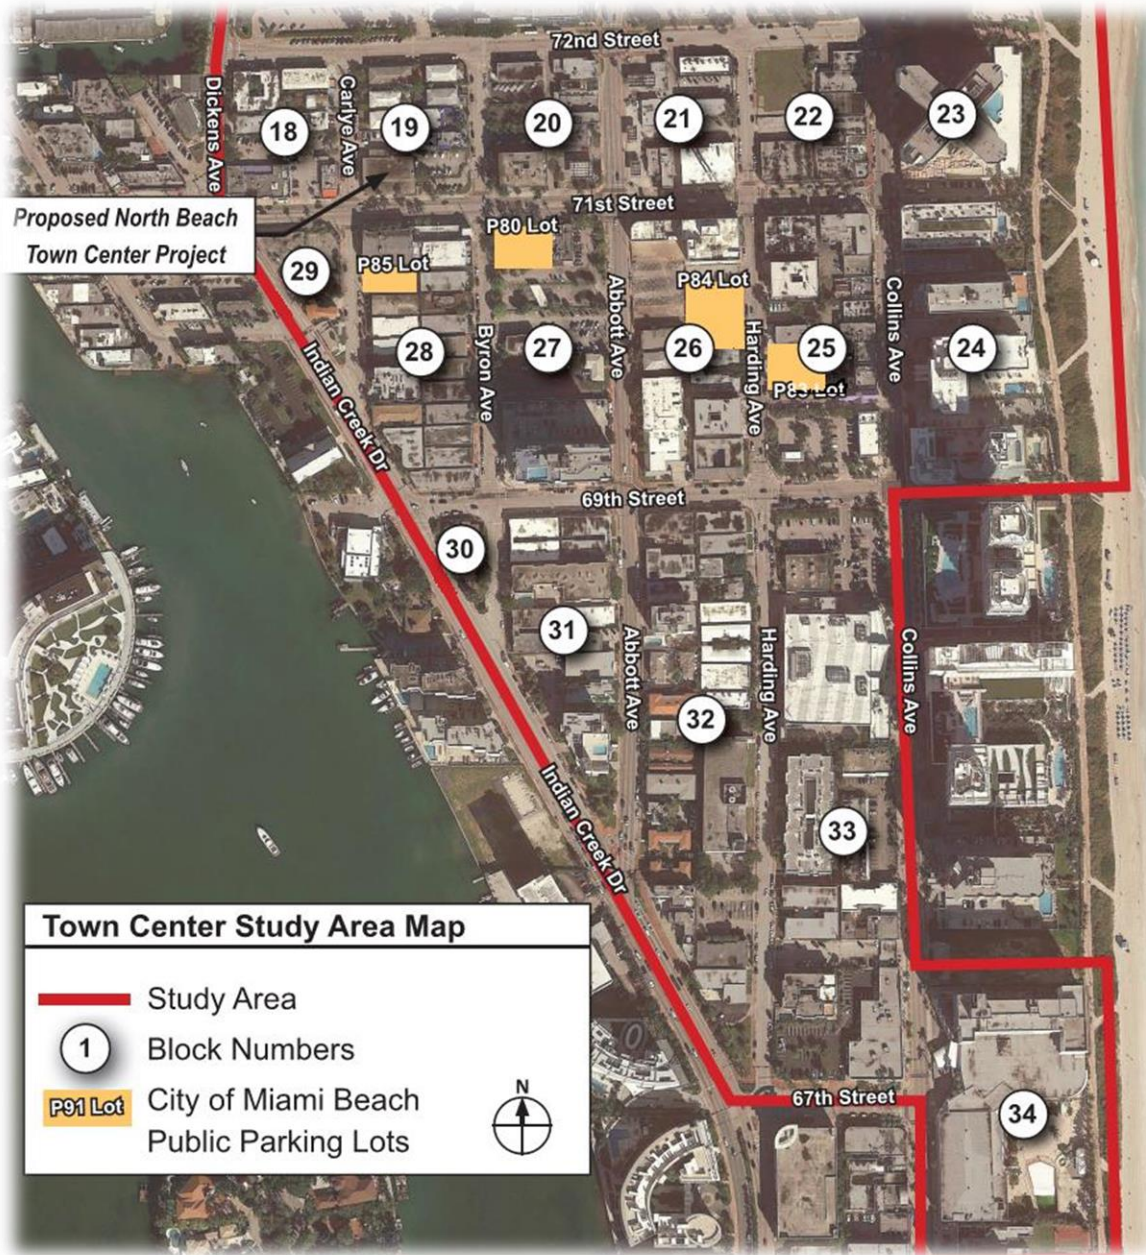 72nd Street
Dickens Ave
Carlye Ave
18
19
20
21
22
23
71st Street
Proposed North Beach
Town Center Project
P80 Lot
29
P85 Lot
P84 Lot
Abbott Ave
Collins Ave
Byron Ave
Harding Ave
28
27
26
25
24
P83 Lot
Indian Creek Dr
69th Street
30
31
Abbott Ave
Harding Ave
Collins Ave
32
Indian Creek Dr
33
67th Street
34
Town Center Study Area Map
Study Area
1
Block Numbers
P91 Lot
City of Miami Beach
Public Parking Lots
N